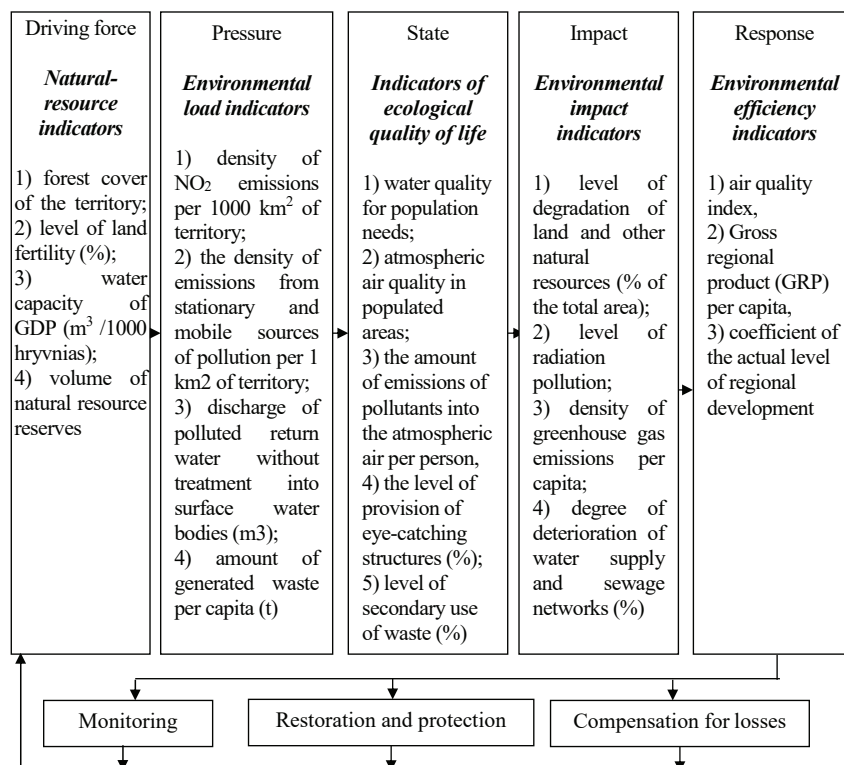 Driving force
Natural-
resource
indicators
1) forest cover
of the territory;
2) level of land
fertility (%);
3) water
capacity of
GDP (m³ /1000
hryvnias);
4) volume of
natural resource
reserves
Pressure
Environmental
load indicators
1) density of
NO₂ emissions
per 1000 km² of
territory;
2) the density of
emissions from
stationary and
mobile sources
of pollution per 1
km2 of territory;
3) discharge of
polluted return
water without
treatment into
surface water
bodies (m3);
4) amount of
generated waste
per capita (t)
State
Indicators of
ecological
quality of life
1) water quality
for population
needs;
2) atmospheric
air quality in
populated
areas;
3) the amount
of emissions of
pollutants into
the atmospheric
air per person,
4) the level of
provision of
eye-catching
structures (%);
5) level of
secondary use
of waste (%)
Impact
Environmental
impact
indicators
1) level of
degradation of
land and other
natural
resources (% of
the total area);
2) level of
radiation
pollution;
3) density of
greenhouse gas
emissions per
capita;
4) degree of
deterioration of
water supply
and sewage
networks (%)
Response
Environmental
efficiency
indicators
1) air quality
index,
2) Gross
regional
product (GRP)
per capita,
3) coefficient of
the actual level
of regional
development
Monitoring
Restoration and protection
Compensation for losses